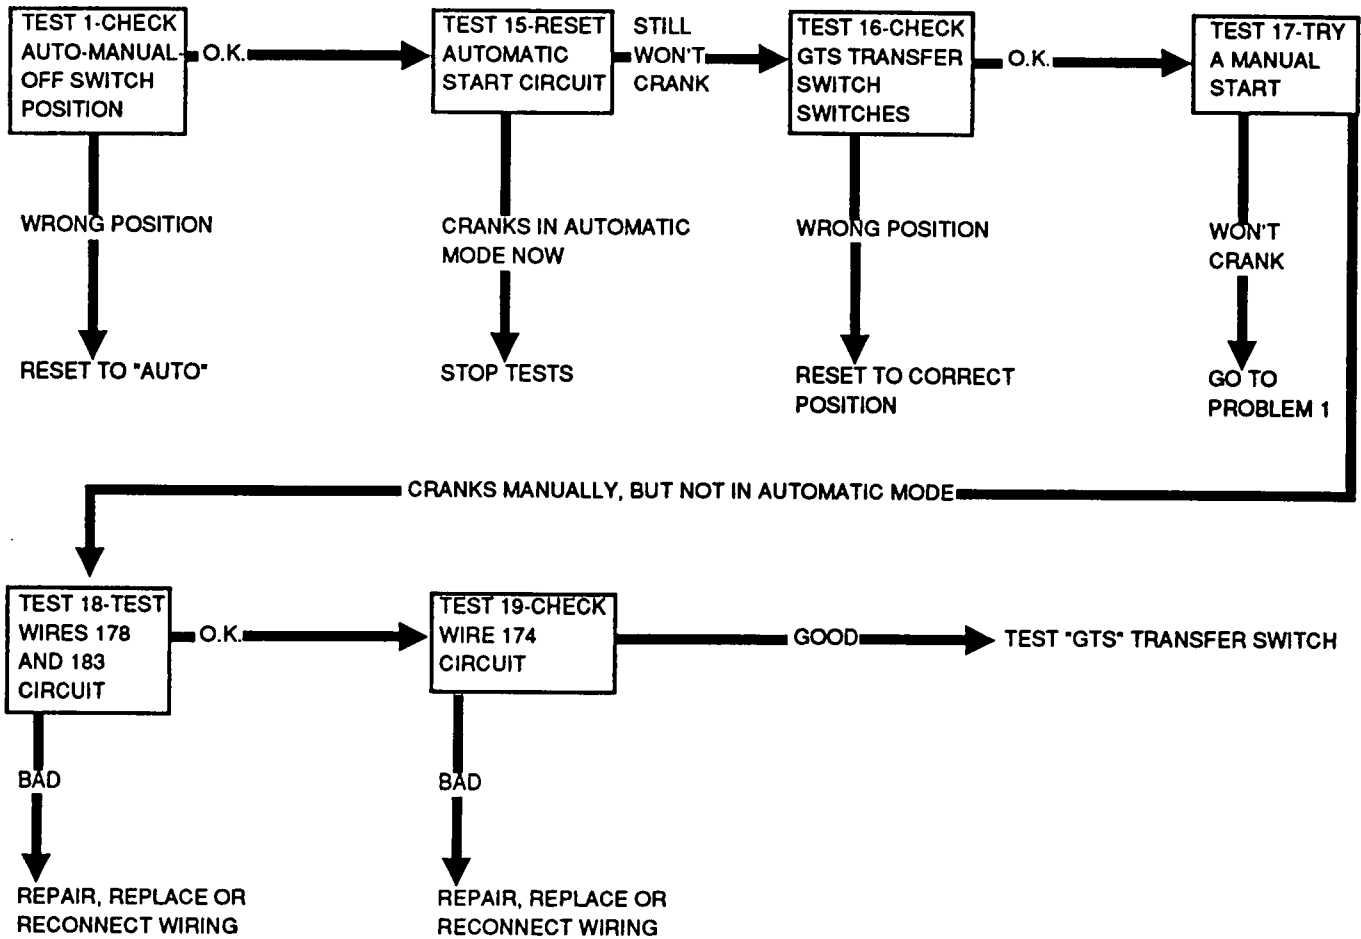 TEST 1-CHECK
AUTO-MANUAL-
OFF SWITCH
POSITION
O.K.
TEST 15-RESET
AUTOMATIC
START CIRCUIT
STILL
WON'T
CRANK
TEST 16-CHECK
GTS TRANSFER
SWITCH
SWITCHES
O.K.
TEST 17-TRY
A MANUAL
START
WRONG POSITION
CRANKS IN AUTOMATIC
MODE NOW
WRONG POSITION
WON'T
CRANK
RESET TO "AUTO"
STOP TESTS
RESET TO CORRECT
POSITION
GO TO
PROBLEM 1
CRANKS MANUALLY, BUT NOT IN AUTOMATIC MODE
TEST 18-TEST
WIRES 178
AND 183
CIRCUIT
O.K.
TEST 19-CHECK
WIRE 174
CIRCUIT
GOOD
TEST "GTS" TRANSFER SWITCH
BAD
BAD
REPAIR, REPLACE OR
RECONNECT WIRING
REPAIR, REPLACE OR
RECONNECT WIRING